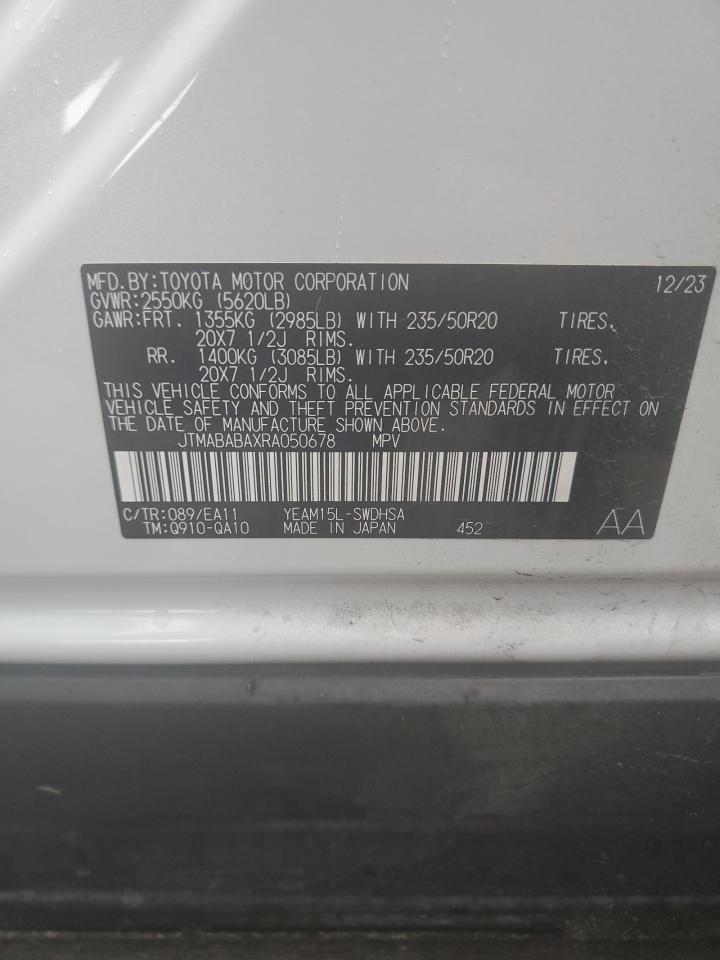 MFD.BY:TOYOTA MOTOR CORPORATION 12/23
GVWR:2550KG (5620LB)
GAWR:FRT. 1355KG (2985LB) WITH 235/50R20 TIRES,
20X7 1/2J RIMS.
RR. 1400KG (3085LB) WITH 235/50R20 TIRES,
20X7 1/2J RIMS.
THIS VEHICLE CONFORMS TO ALL APPLICABLE FEDERAL MOTOR
VEHICLE SAFETY AND THEFT PREVENTION STANDARDS IN EFFECT ON
THE DATE OF MANUFACTURE SHOWN ABOVE.
JTMABABAXRA050678 MPV
C/TR:089/EA11 YEAM15L-SWDHSA
TM:Q910-QA10 MADE IN JAPAN 452 AA